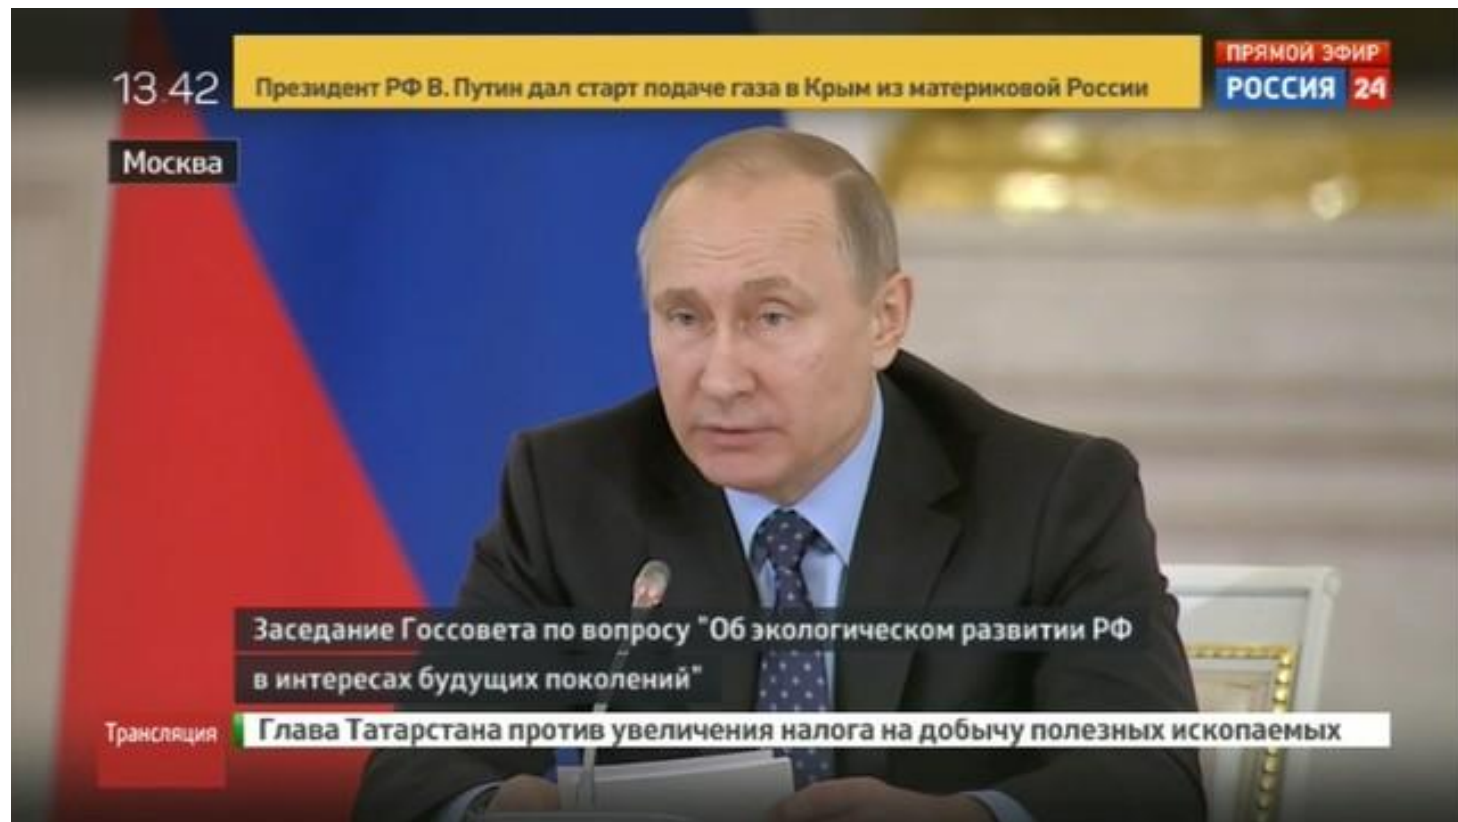 13 42
Президент РФ В. Путин дал старт подаче газа в Крым из материковой России
ПРЯМОЙ ЭФИР
РОССИЯ 24
Москва
Заседание Госсовета по вопросу "Об экологическом развитии РФ
в интересах будущих поколений"
Трансляция
Глава Татарстана против увеличения налога на добычу полезных ископаемых